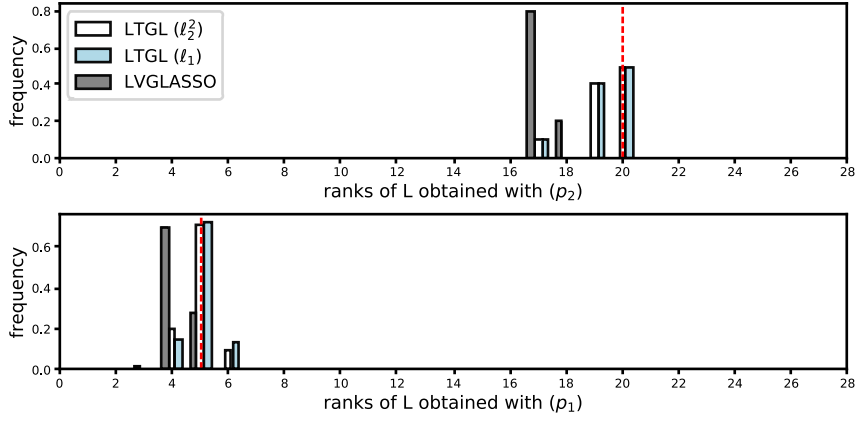 0.8
0.6
0.4
0.2
0.0
frequency
LTGL (ℓ₂²)
LTGL (ℓ₁)
LVGLASSO
0 2 4 6 8 10 12 14 16 18 20 22 24 26 28
ranks of L obtained with (p₂)
0.6
0.4
0.2
0.0
frequency
0 2 4 6 8 10 12 14 16 18 20 22 24 26 28
ranks of L obtained with (p₁)